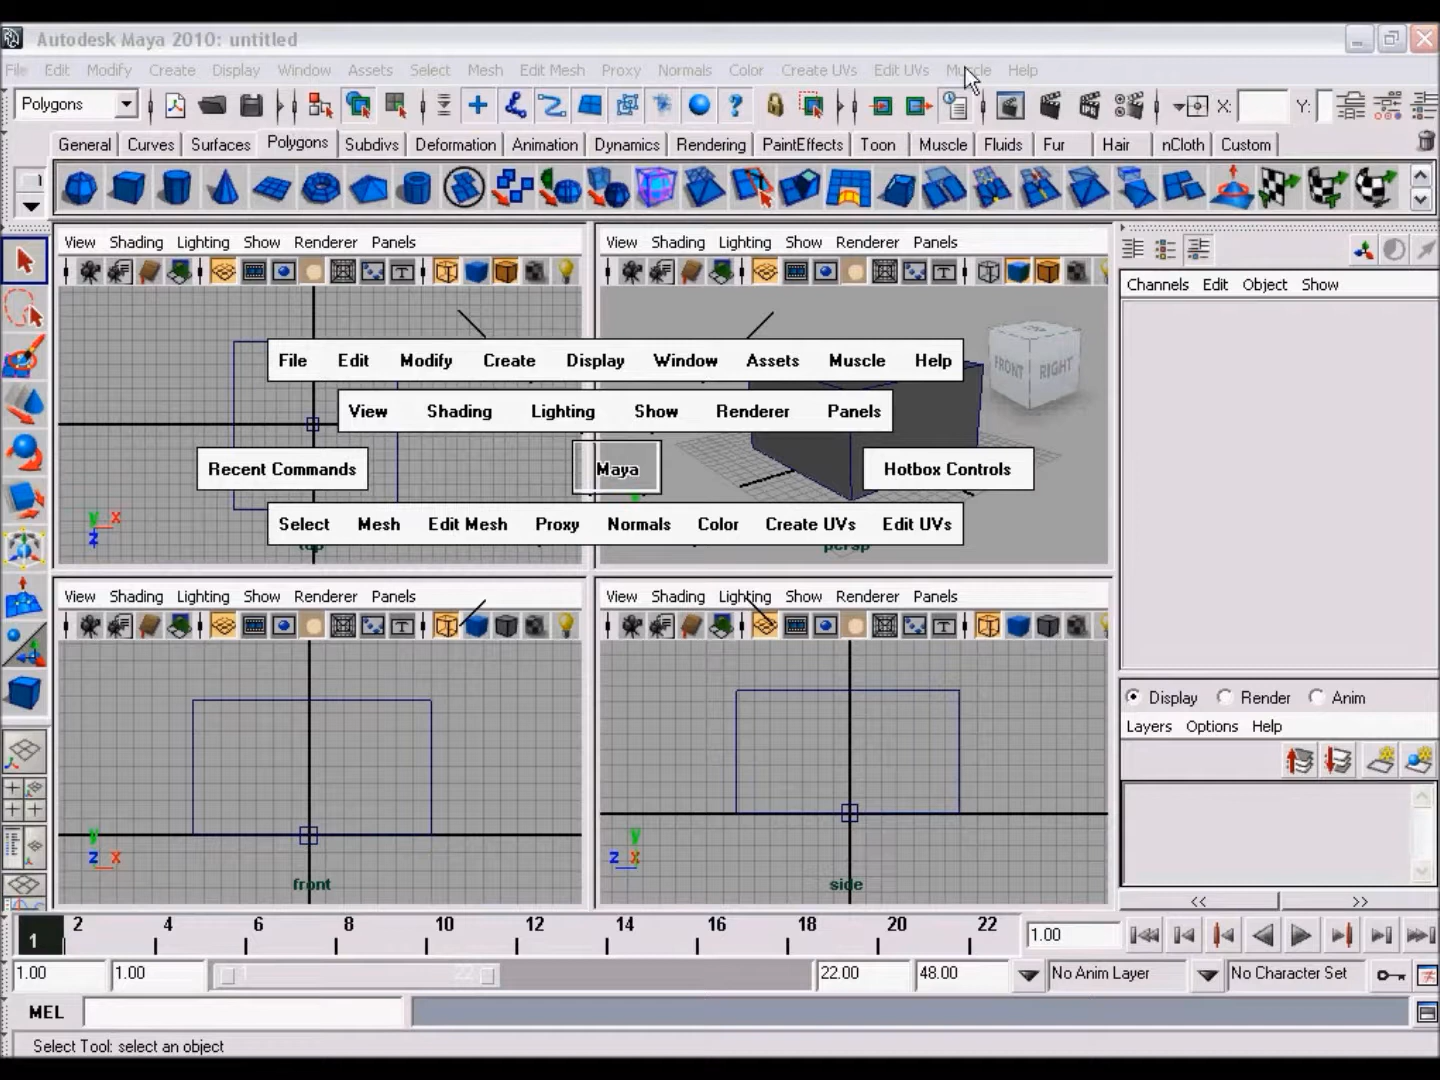 Autodesk Maya 2010: untitled
File Edit Modify Create Display Window Assets Select Mesh Edit Mesh Proxy Normals Color Create UVs Edit UVs Muscle Help
Polygons X: Y:
General Curves Surfaces Polygons Subdivs Deformation Animation Dynamics Rendering PaintEffects Toon Muscle Fluids Fur Hair nCloth Custom
View Shading Lighting Show Renderer Panels
View Shading Lighting Show Renderer Panels
Channels Edit Object Show
FRONT RIGHT
File Edit Modify Create Display Window Assets Muscle Help
View Shading Lighting Show Renderer Panels
Recent Commands Maya Hotbox Controls
Select Mesh Edit Mesh Proxy Normals Color Create UVs Edit UVs
y x
z
top
persp
View Shading Lighting Show Renderer Panels
View Shading Lighting Show Renderer Panels
Display Render Anim
Layers Options Help
y
z x
front
y
z x
side
<< >>
1 2 4 6 8 10 12 14 16 18 20 22
1.00
1.00 1.00 1 22 22.00 48.00 No Anim Layer No Character Set
MEL
Select Tool: select an object